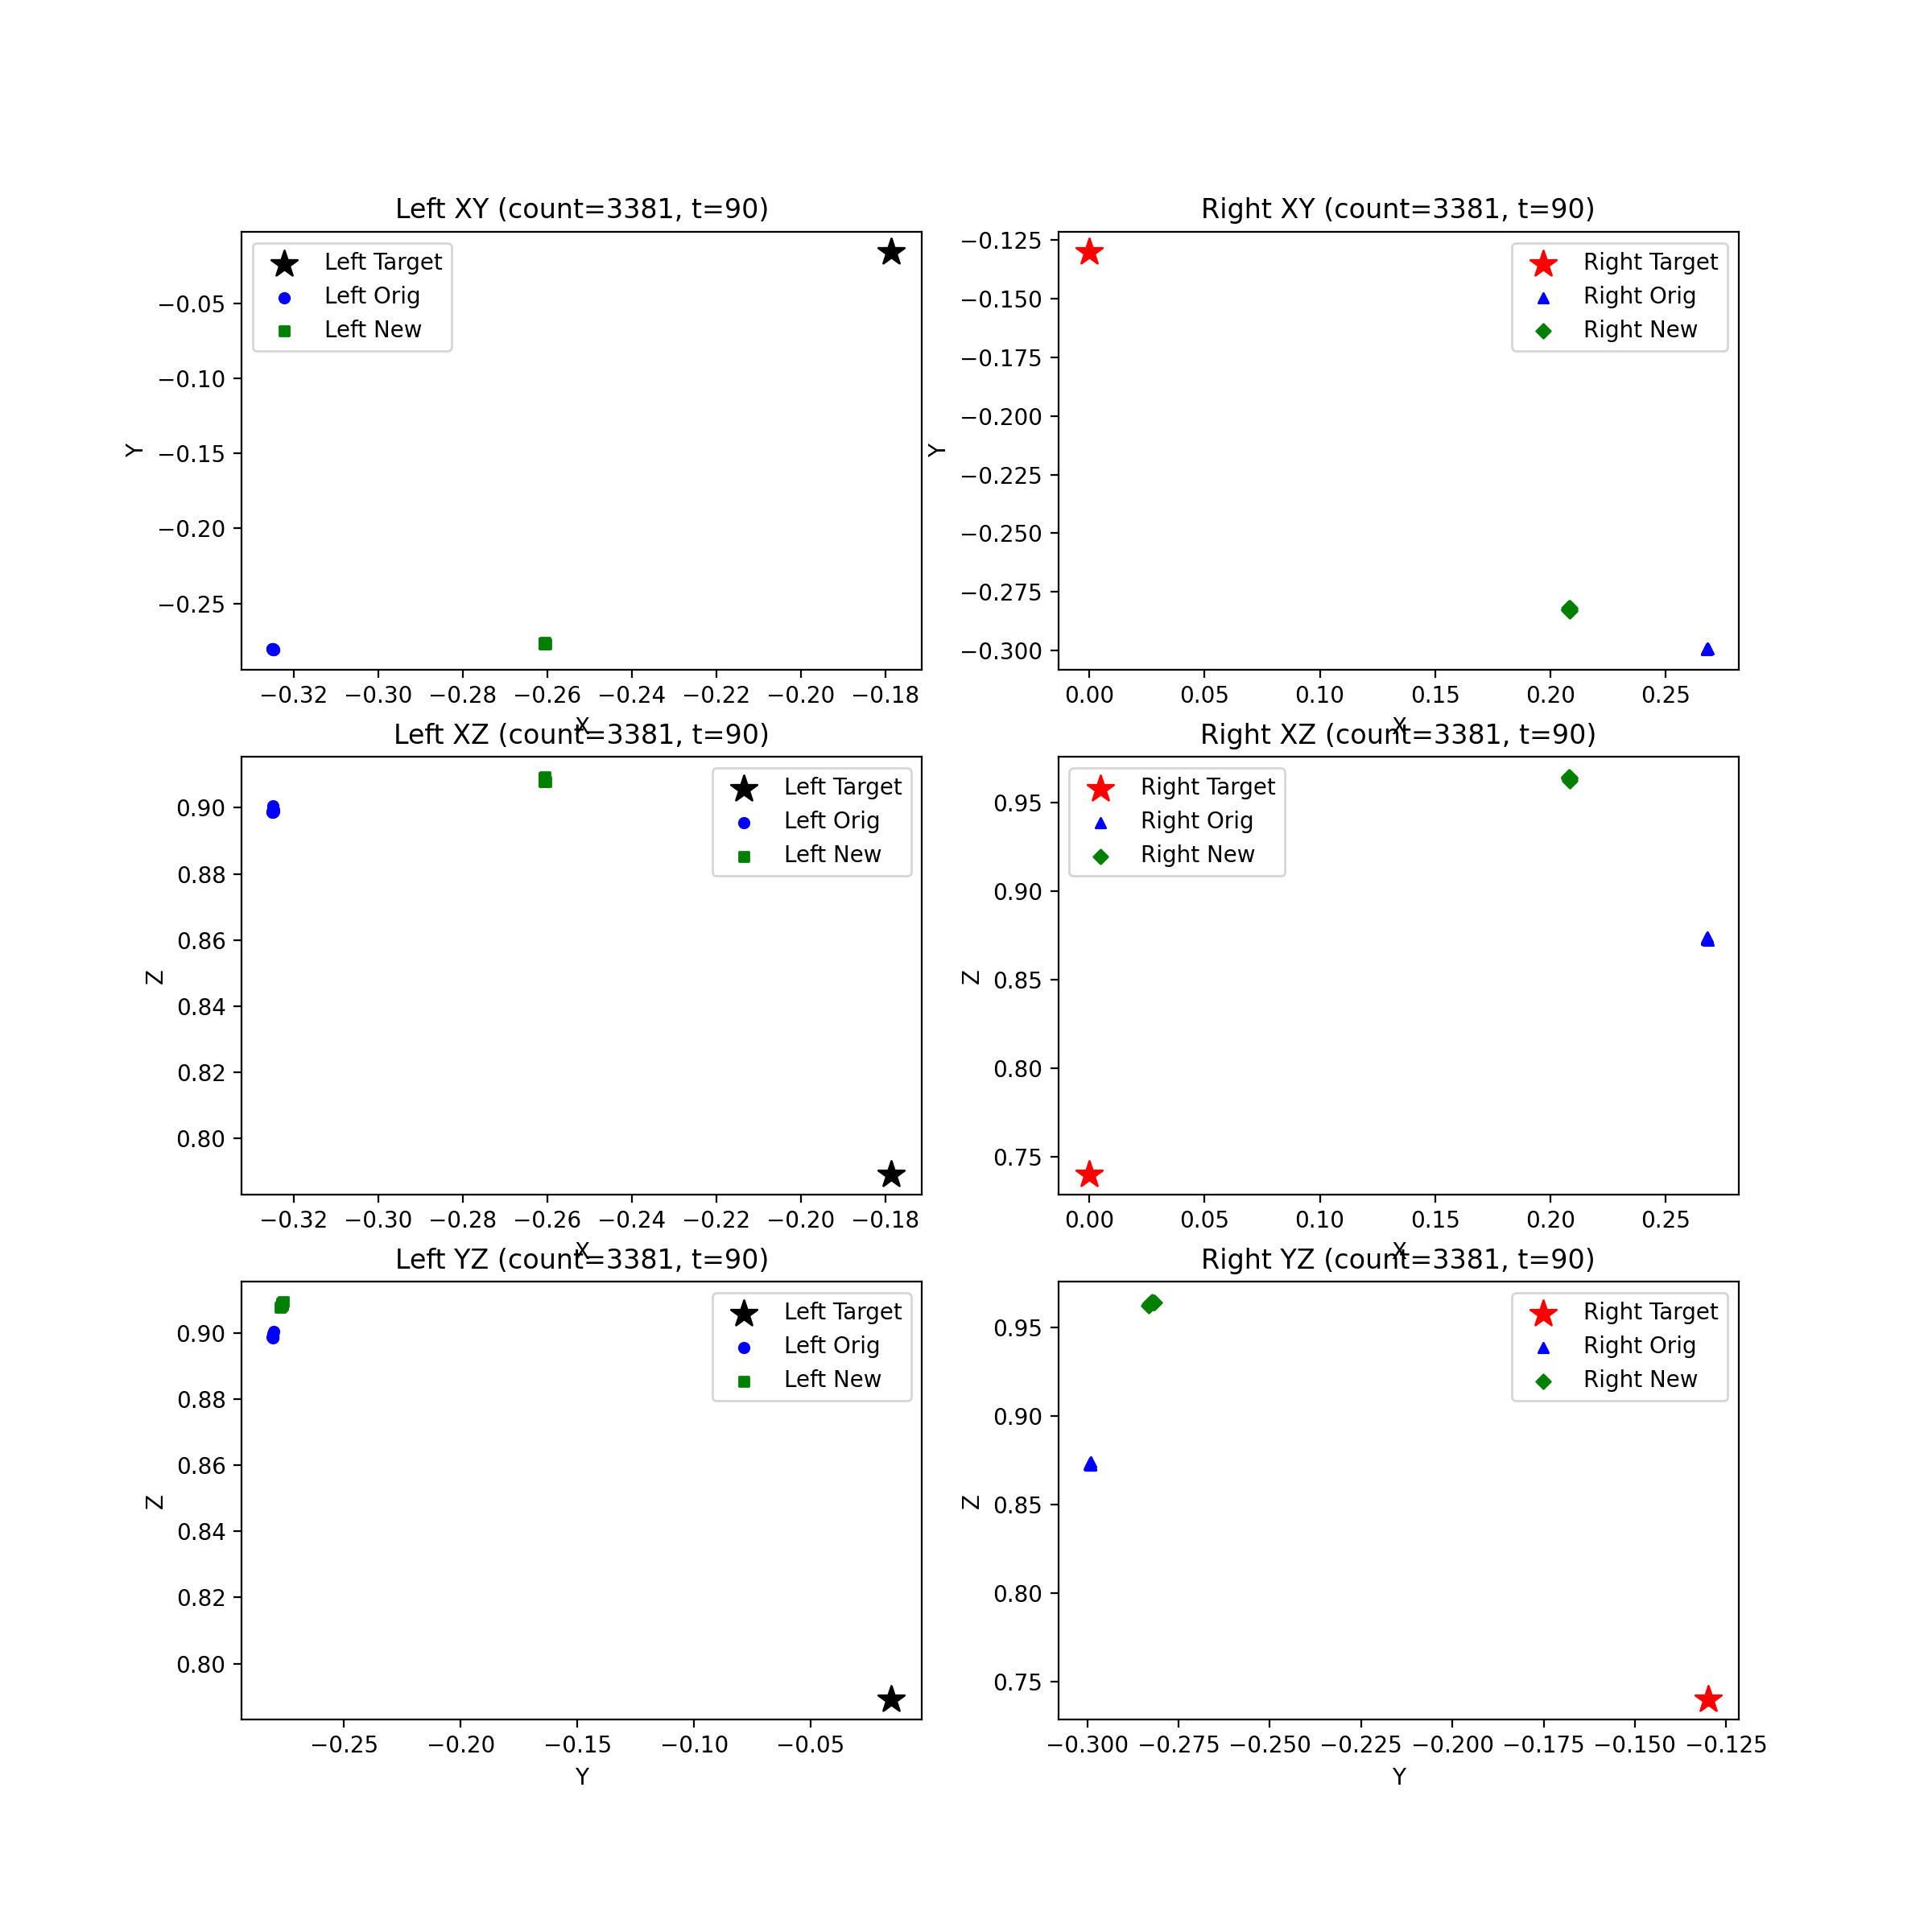 Left XY (count=3381, t=90)
Left Target
Left Orig
Left New
Y
−0.05
−0.10
−0.15
−0.20
−0.25
−0.32 −0.30 −0.28 −0.26 −0.24 −0.22 −0.20 −0.18
X
Right XY (count=3381, t=90)
Right Target
Right Orig
Right New
Y
−0.125
−0.150
−0.175
−0.200
−0.225
−0.250
−0.275
−0.300
0.00 0.05 0.10 0.15 0.20 0.25
X
Left XZ (count=3381, t=90)
Left Target
Left Orig
Left New
Z
0.90
0.88
0.86
0.84
0.82
0.80
−0.32 −0.30 −0.28 −0.26 −0.24 −0.22 −0.20 −0.18
X
Right XZ (count=3381, t=90)
Right Target
Right Orig
Right New
Z
0.95
0.90
0.85
0.80
0.75
0.00 0.05 0.10 0.15 0.20 0.25
X
Left YZ (count=3381, t=90)
Left Target
Left Orig
Left New
Z
0.90
0.88
0.86
0.84
0.82
0.80
−0.25 −0.20 −0.15 −0.10 −0.05
Y
Right YZ (count=3381, t=90)
Right Target
Right Orig
Right New
Z
0.95
0.90
0.85
0.80
0.75
−0.300 −0.275 −0.250 −0.225 −0.200 −0.175 −0.150 −0.125
Y